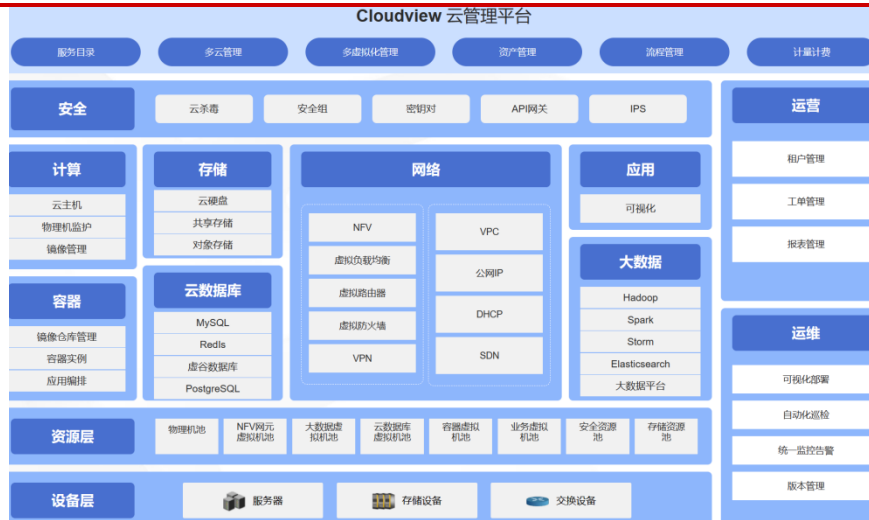 Cloudview 云管理平台
服务目录
多云管理
多虚拟化管理
资产管理
流程管理
计量计费
安全
云杀毒
安全组
密钥对
API网关
IPS
计算
云主机
物理机监护
镜像管理
存储
云硬盘
共享存储
对象存储
网络
NFV
虚拟负载均衡
虚拟路由器
虚拟防火墙
VPN
VPC
公网IP
DHCP
SDN
应用
可视化
容器
镜像仓库管理
容器实例
应用编排
云数据库
MySQL
Redls
虚谷数据库
PostgreSQL
大数据
Hadoop
Spark
Storm
Elasticsearch
大数据平台
资源层
物理机池
NFV网元
虚拟机池
大数据虚
拟机池
云数据库
虚拟机池
容器虚拟
机池
业务虚拟
机池
安全资源
池
存储资源
池
设备层
服务器
存储设备
交换设备
运营
租户管理
工单管理
报表管理
运维
可视化部署
自动化巡检
统一监控告警
版本管理